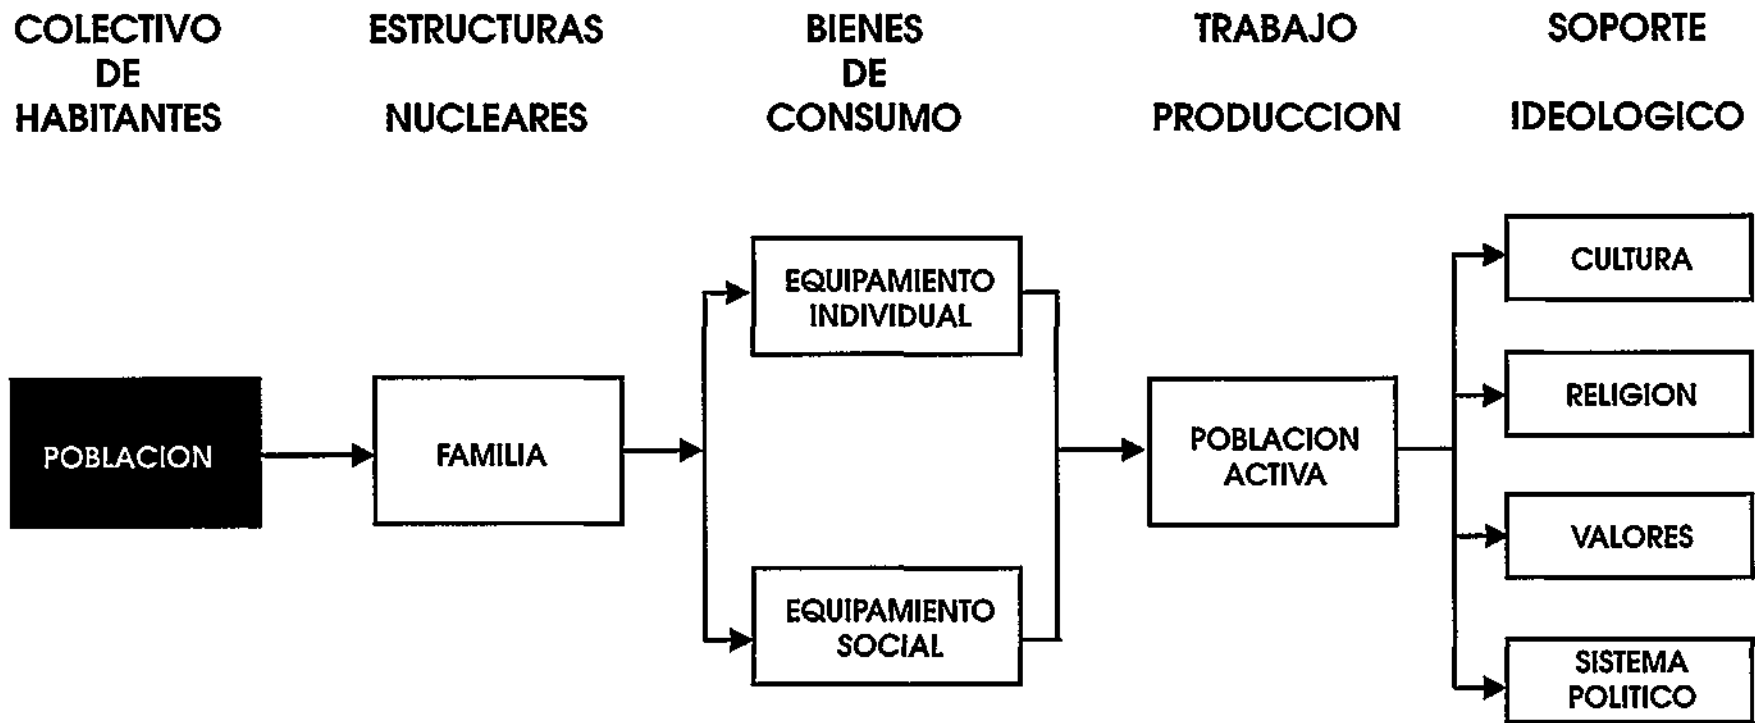 COLECTIVO
DE
HABITANTES
ESTRUCTURAS
NUCLEARES
BIENES
DE
CONSUMO
TRABAJO
PRODUCCION
SOPORTE
IDEOLOGICO
POBLACION
FAMILIA
EQUIPAMIENTO
INDIVIDUAL
EQUIPAMIENTO
SOCIAL
POBLACION
ACTIVA
CULTURA
RELIGION
VALORES
SISTEMA
POLITICO